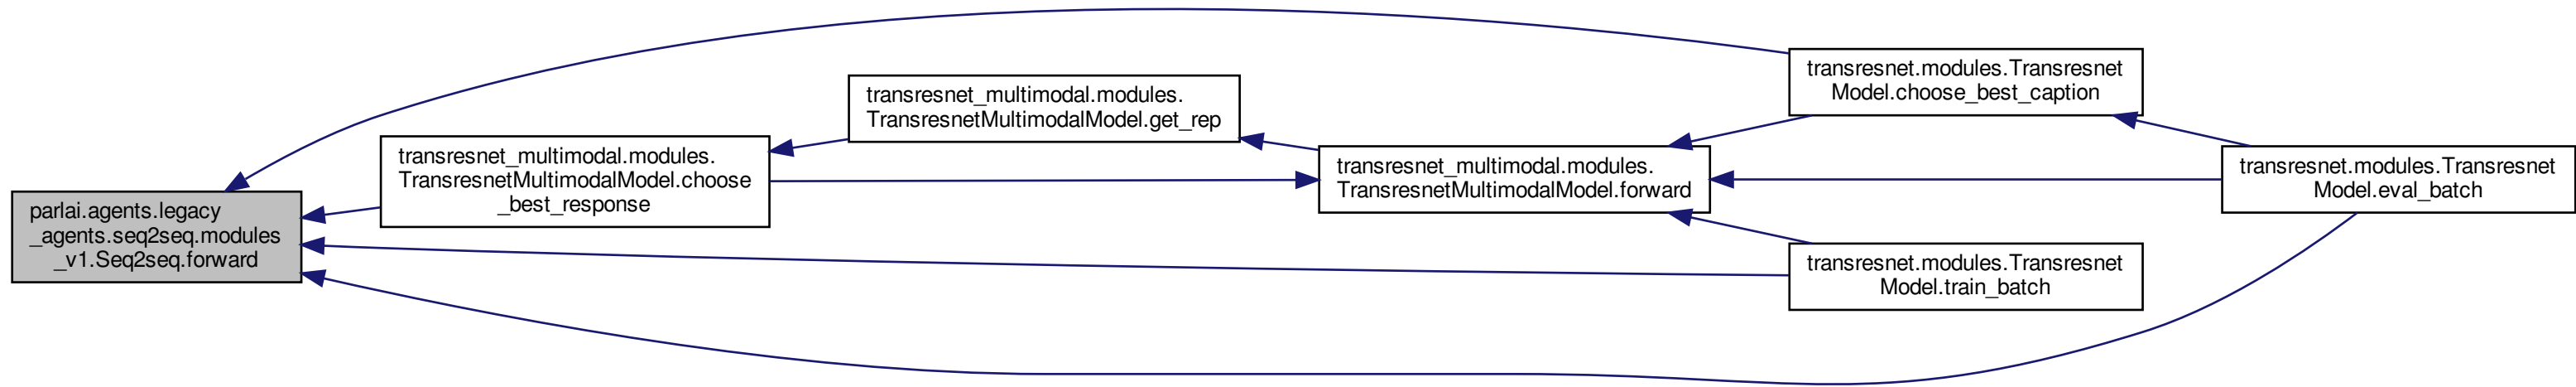 parlai.agents.legacy
_agents.seq2seq.modules
_v1.Seq2seq.forward
transresnet_multimodal.modules.
TransresnetMultimodalModel.choose
_best_response
transresnet_multimodal.modules.
TransresnetMultimodalModel.get_rep
transresnet_multimodal.modules.
TransresnetMultimodalModel.forward
transresnet.modules.Transresnet
Model.choose_best_caption
transresnet.modules.Transresnet
Model.eval_batch
transresnet.modules.Transresnet
Model.train_batch